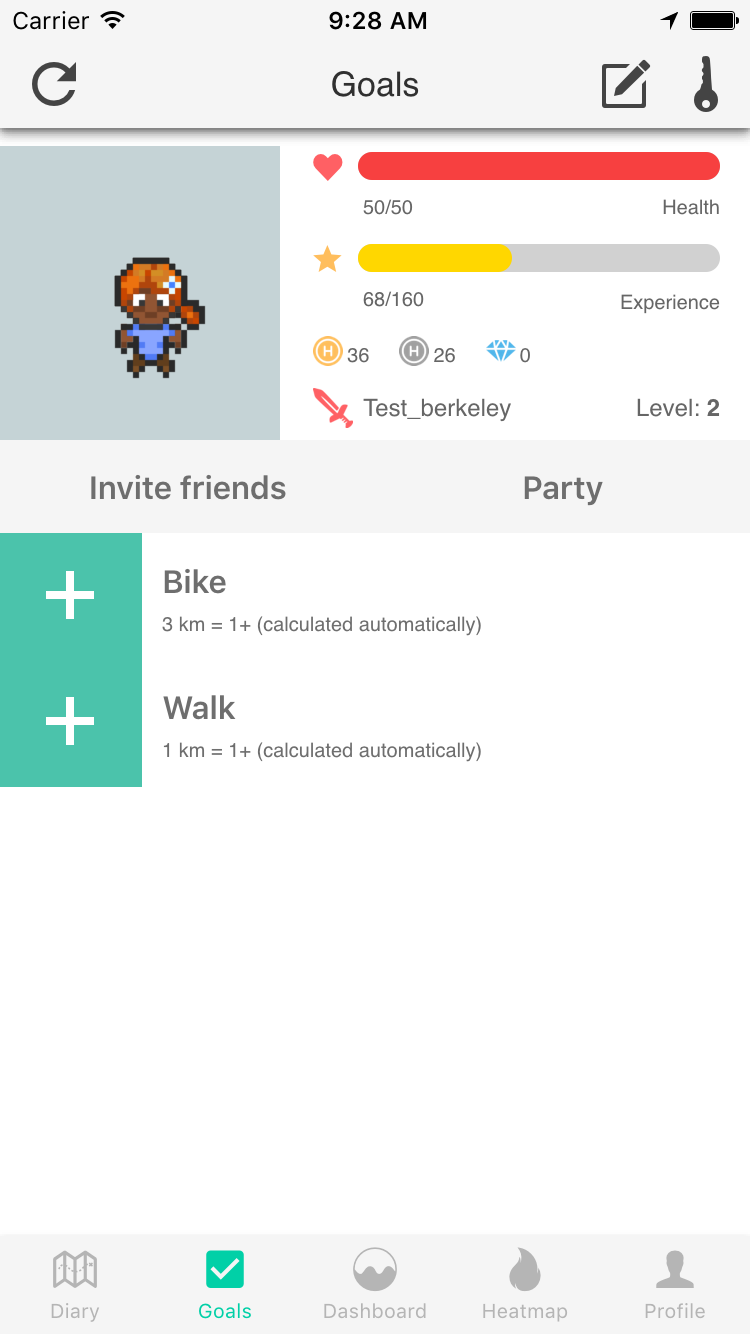 Carrier 9:28 AM
Goals
50/50 Health
68/160 Experience
H 36 H 26 0
Test_berkeley Level: 2
Invite friends Party
Bike
3 km = 1+ (calculated automatically)
Walk
1 km = 1+ (calculated automatically)
Diary Goals Dashboard Heatmap Profile